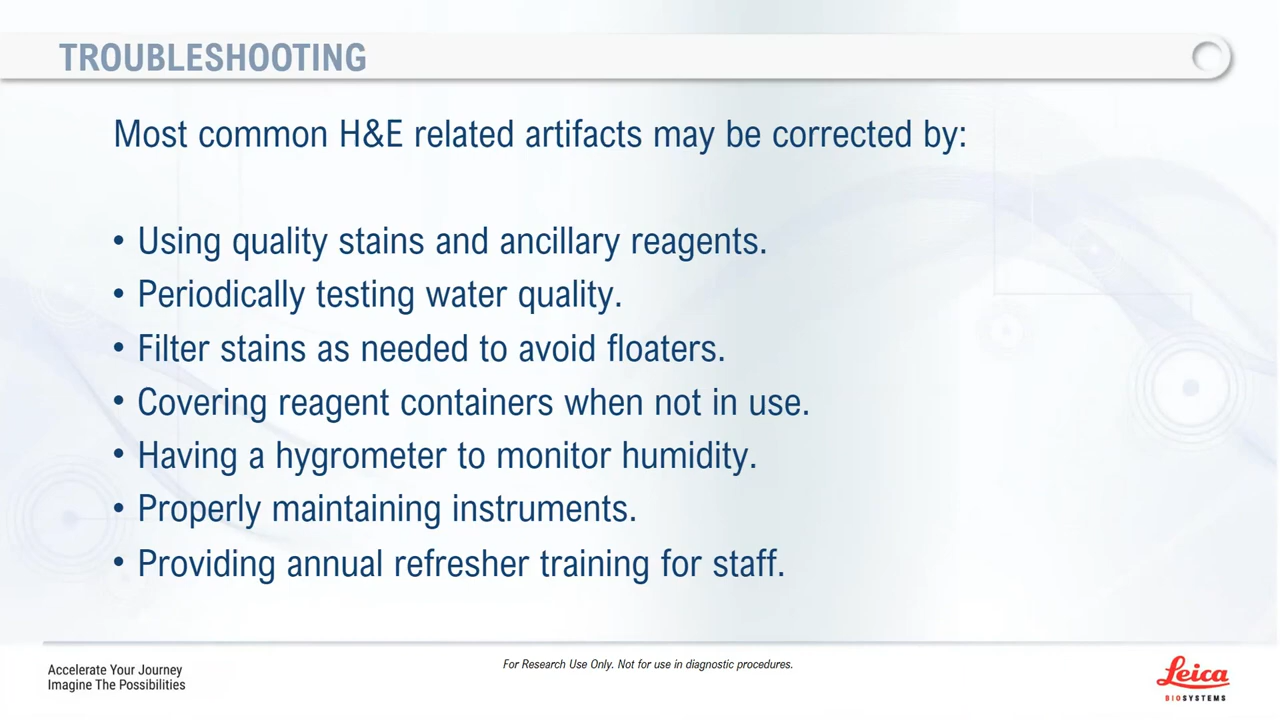 TROUBLESHOOTING
Most common H&E related artifacts may be corrected by:
• Using quality stains and ancillary reagents.
• Periodically testing water quality.
• Filter stains as needed to avoid floaters.
• Covering reagent containers when not in use.
• Having a hygrometer to monitor humidity.
• Properly maintaining instruments.
• Providing annual refresher training for staff.
Accelerate Your Journey
Imagine The Possibilities
For Research Use Only. Not for use in diagnostic procedures.
Leica
BIOSYSTEMS